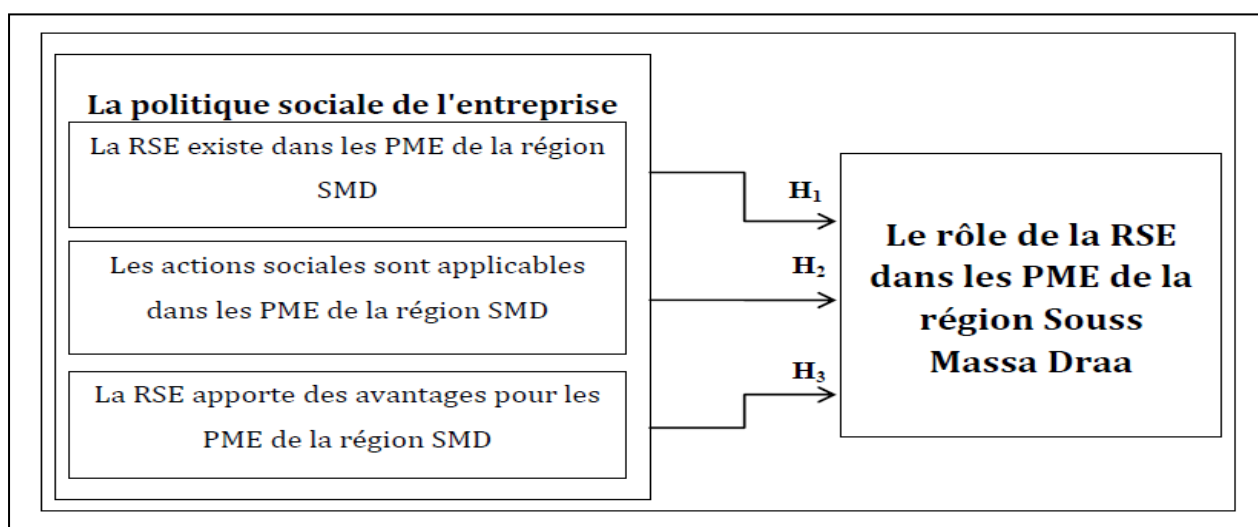 La politique sociale de l'entreprise
La RSE existe dans les PME de la région
SMD
Les actions sociales sont applicables
dans les PME de la région SMD
La RSE apporte des avantages pour les
PME de la région SMD
H₁
H₂
H₃
Le rôle de la RSE
dans les PME de la
région Souss
Massa Draa